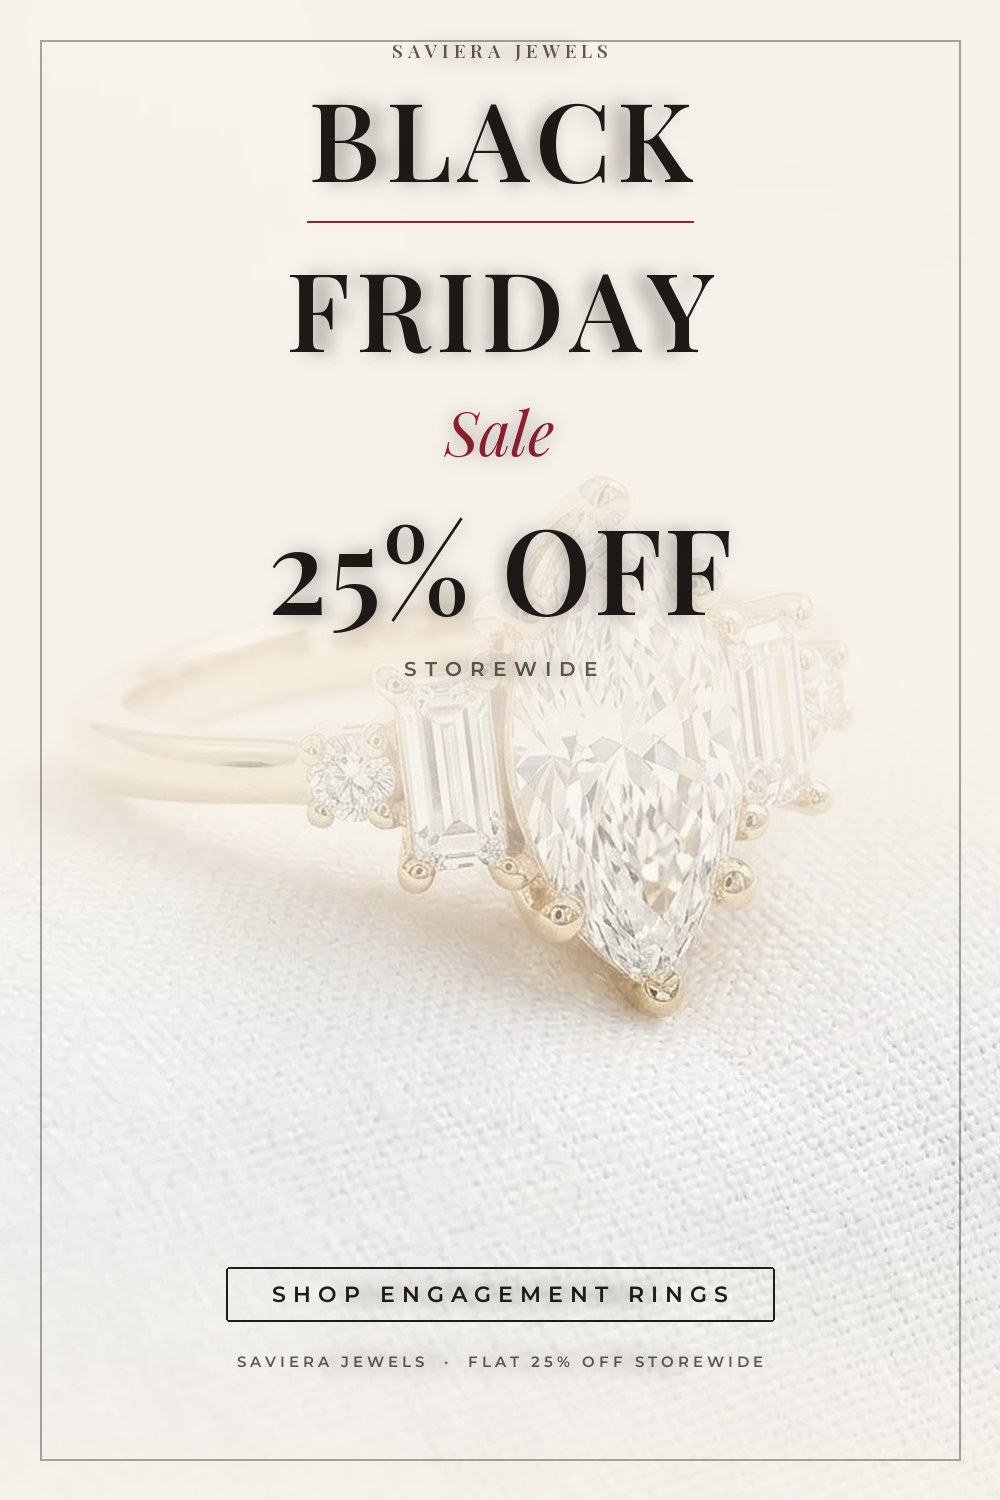 SAVIERA JEWELS
BLACK
FRIDAY
Sale
25% OFF
STOREWIDE
SHOP ENGAGEMENT RINGS
SAVIERA JEWELS · FLAT 25% OFF STOREWIDE